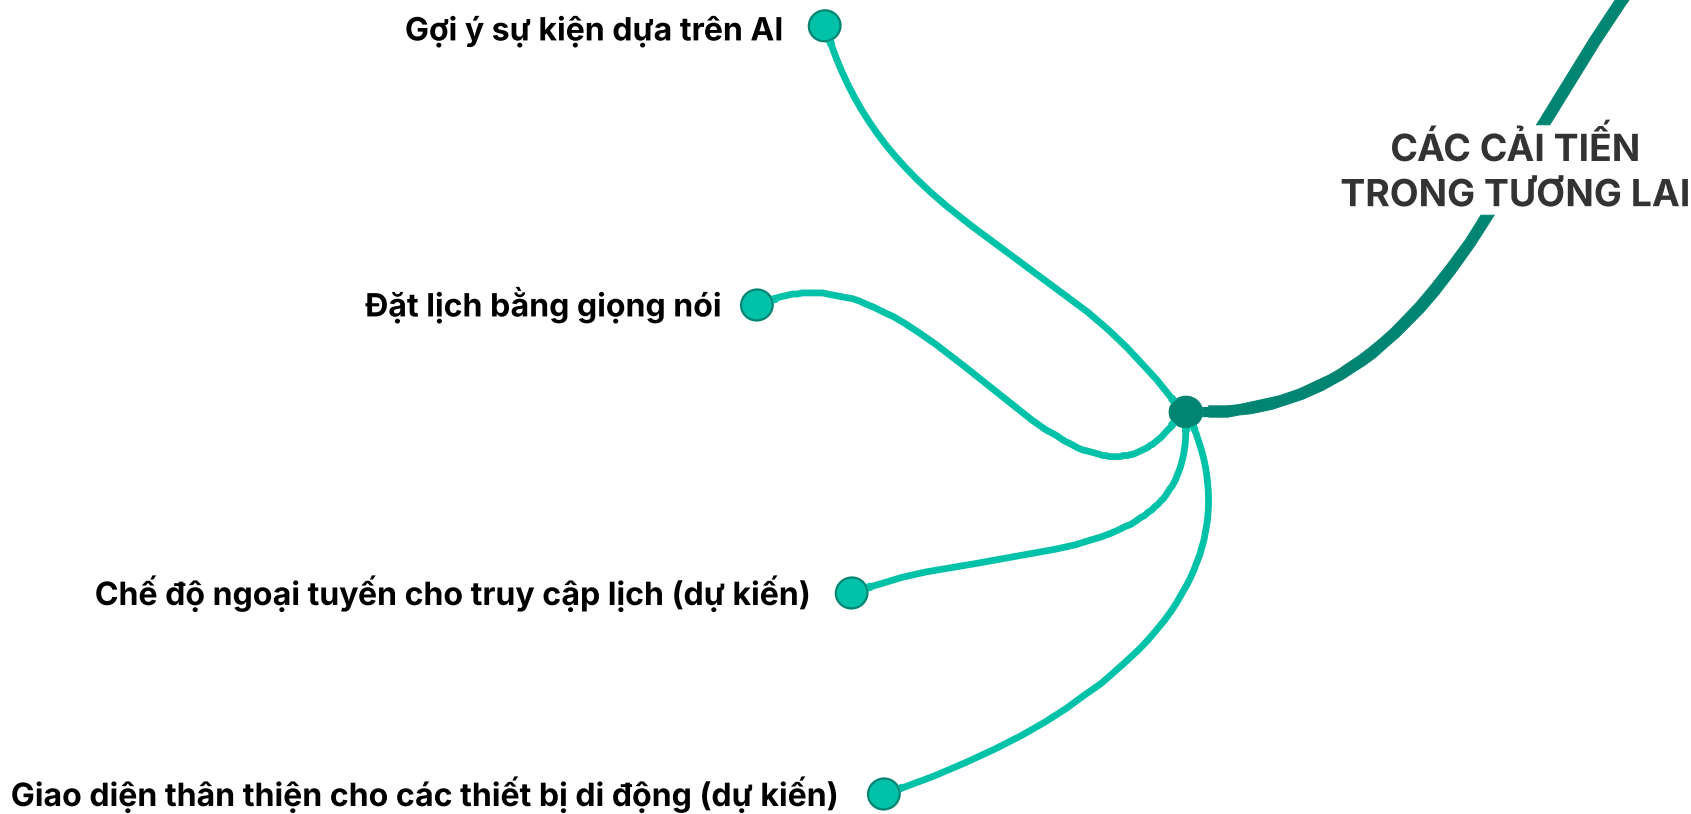 Gợi ý sự kiện dựa trên AI
CÁC CẢI TIẾN
TRONG TƯƠNG LAI
Đặt lịch bằng giọng nói
Chế độ ngoại tuyến cho truy cập lịch (dự kiến)
Giao diện thân thiện cho các thiết bị di động (dự kiến)